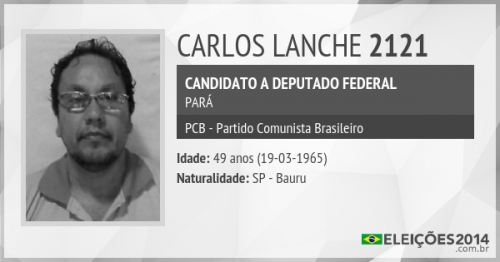 CARLOS LANCHE 2121
CANDIDATO A DEPUTADO FEDERAL
PARÁ
PCB - Partido Comunista Brasileiro
Idade: 49 anos (19-03-1965)
Naturalidade: SP - Bauru
ELEIÇÕES2014
.com.br